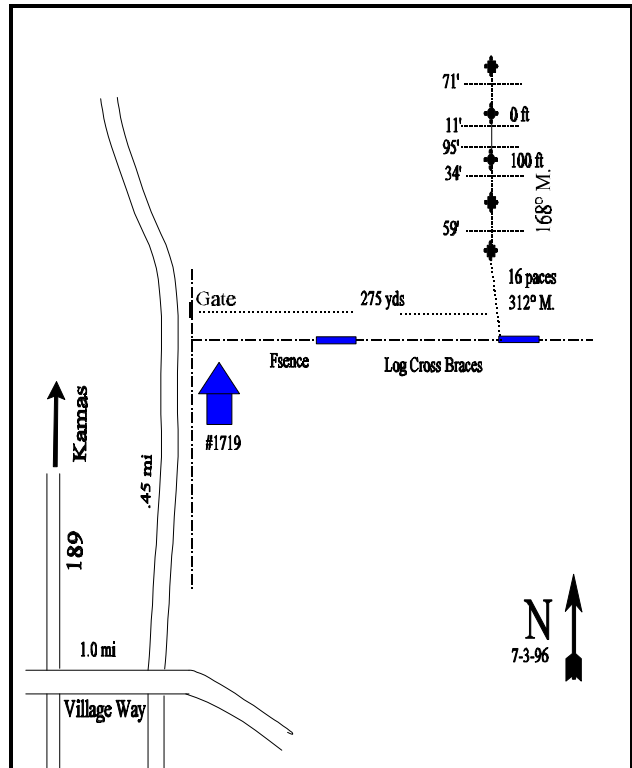 71'
0 ft
11'
95'
100 ft
34'
168° M.
59'
16 paces
312° M.
Gate
275 yds
Fsence
Log Cross Braces
#1719
Kamas
.45 mi
189
N
7-3-96
1.0 mi
Village Way